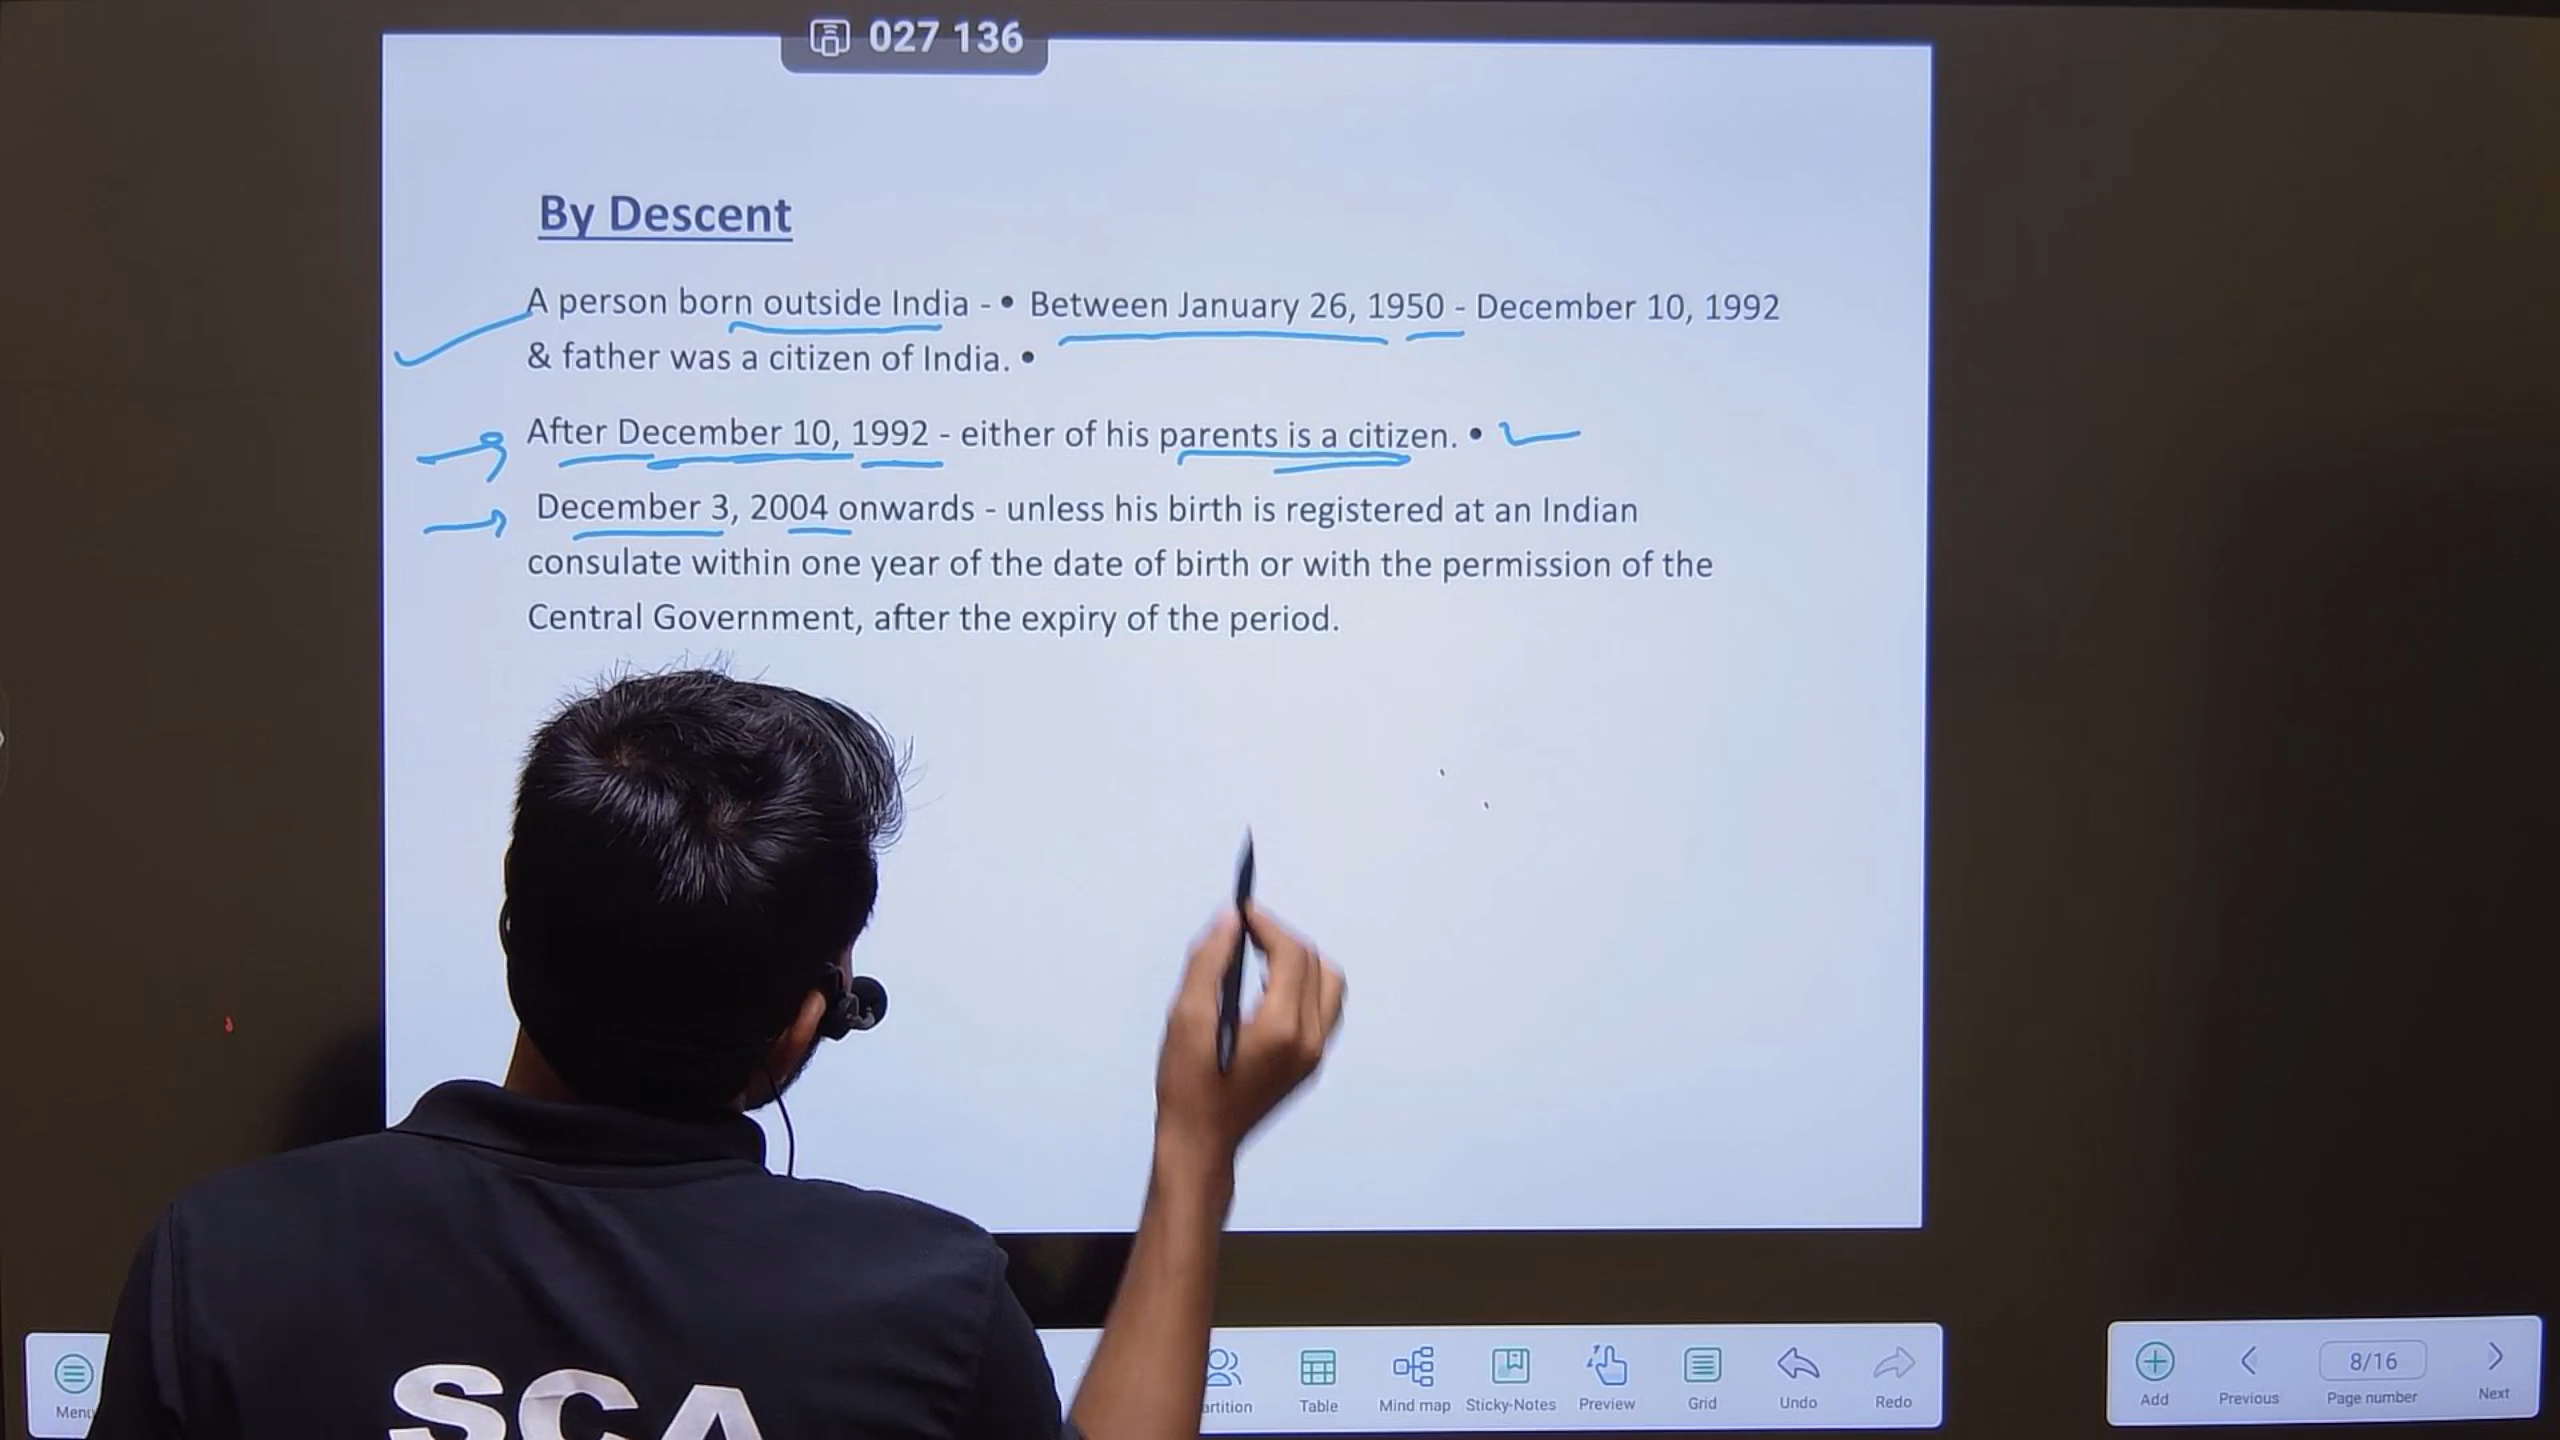 027 136
By Descent
A person born outside India - • Between January 26, 1950 - December 10, 1992
& father was a citizen of India. •
After December 10, 1992 - either of his parents is a citizen. •
December 3, 2004 onwards - unless his birth is registered at an Indian
consulate within one year of the date of birth or with the permission of the
Central Government, after the expiry of the period.
SCA
Menu
artition
Table
Mind map
Sticky-Notes
Preview
Grid
Undo
Redo
Add
Previous
8/16
Page number
Next